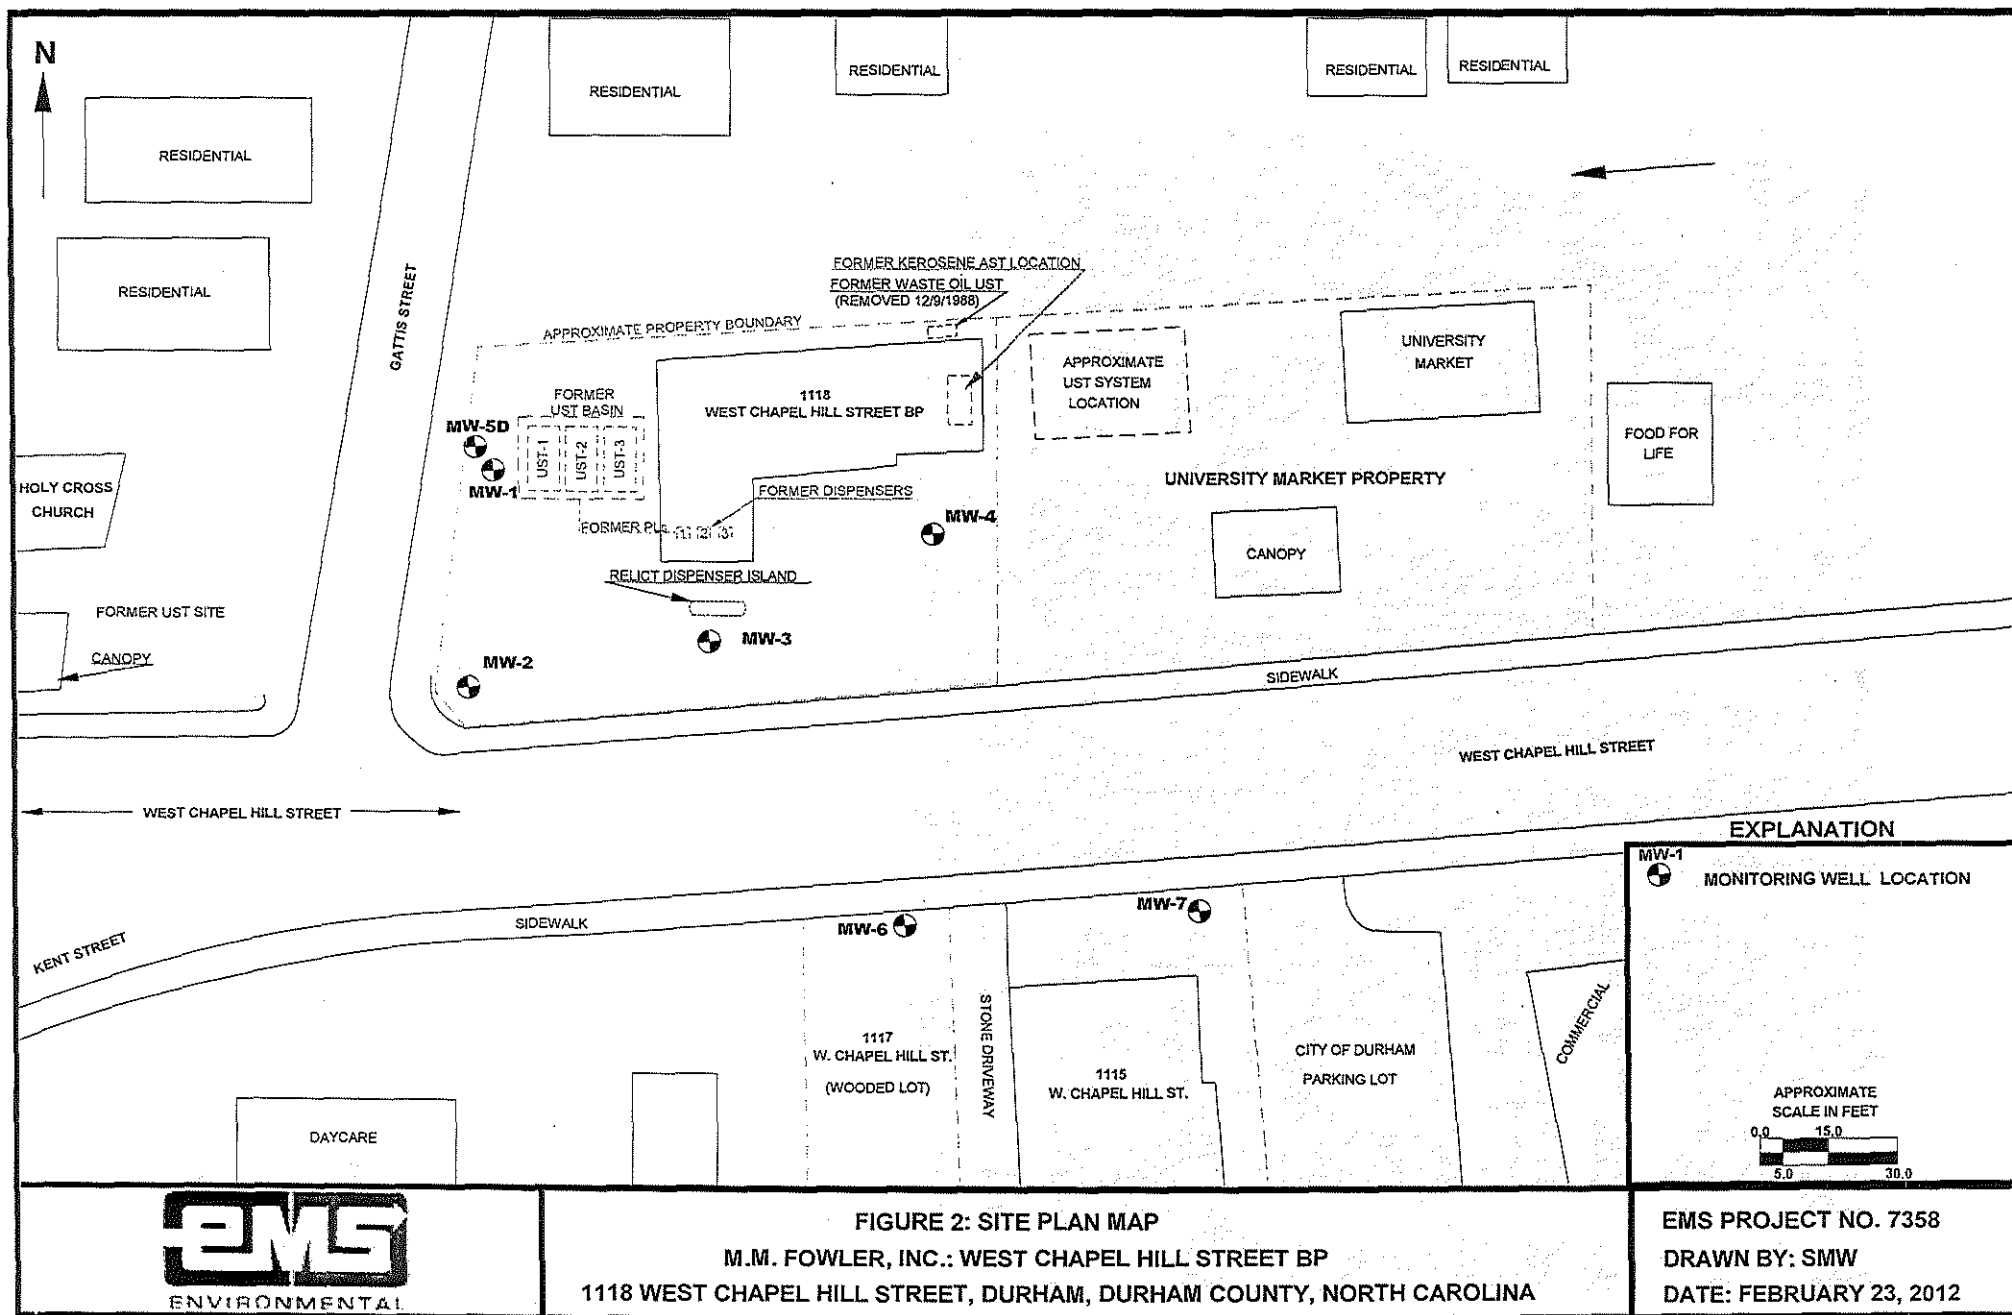 N
RESIDENTIAL
RESIDENTIAL
RESIDENTIAL
RESIDENTIAL
RESIDENTIAL
RESIDENTIAL
GATTIS STREET
FORMER KEROSENE AST LOCATION
FORMER WASTE OIL UST
(REMOVED 12/9/1988)
APPROXIMATE PROPERTY BOUNDARY
1118
WEST CHAPEL HILL STREET BP
FORMER
UST BASIN
UST-1
UST-2
UST-3
MW-5D
MW-1
FORMER DISPENSERS
FORMER PLs
(1) (2) (3)
RELICT DISPENSER ISLAND
MW-3
MW-2
MW-4
APPROXIMATE
UST SYSTEM
LOCATION
UNIVERSITY
MARKET
UNIVERSITY MARKET PROPERTY
CANOPY
FOOD FOR
LIFE
HOLY CROSS
CHURCH
FORMER UST SITE
CANOPY
SIDEWALK
WEST CHAPEL HILL STREET
WEST CHAPEL HILL STREET
KENT STREET
SIDEWALK
MW-6
MW-7
1117
W. CHAPEL HILL ST.
(WOODED LOT)
STONE DRIVEWAY
1115
W. CHAPEL HILL ST.
CITY OF DURHAM
PARKING LOT
COMMERCIAL
DAYCARE
EXPLANATION
MW-1
MONITORING WELL LOCATION
APPROXIMATE
SCALE IN FEET
0.0 15.0
5.0 30.0
ems
ENVIRONMENTAL
FIGURE 2: SITE PLAN MAP
M.M. FOWLER, INC.: WEST CHAPEL HILL STREET BP
1118 WEST CHAPEL HILL STREET, DURHAM, DURHAM COUNTY, NORTH CAROLINA
EMS PROJECT NO. 7358
DRAWN BY: SMW
DATE: FEBRUARY 23, 2012